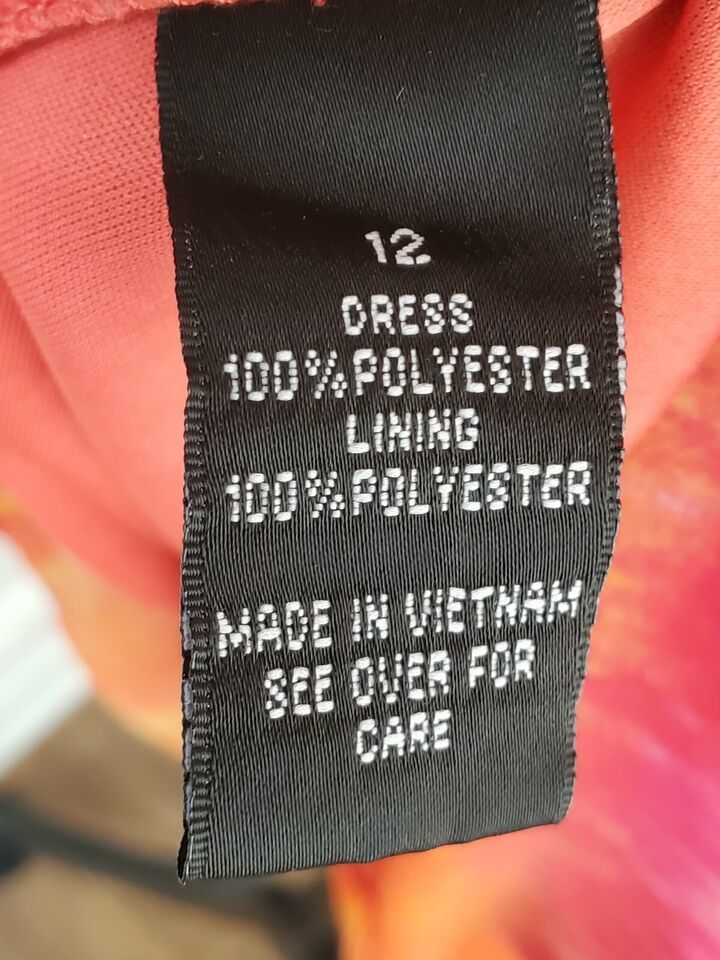 12
DRESS
100%POLYESTER
LINING
100%POLYESTER
MADE IN VIETNAM
SEE OVER FOR
CARE